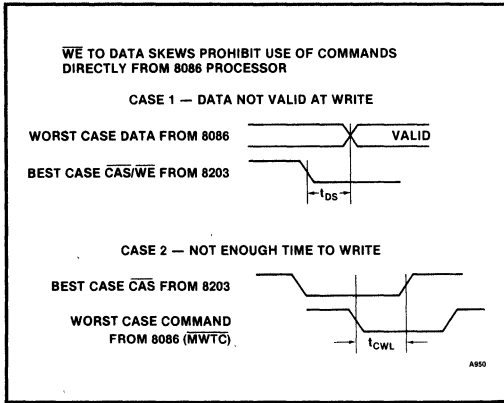 WE TO DATA SKEWS PROHIBIT USE OF COMMANDS
DIRECTLY FROM 8086 PROCESSOR
CASE 1 — DATA NOT VALID AT WRITE
WORST CASE DATA FROM 8086
VALID
BEST CASE CAS/WE FROM 8203
tDS
CASE 2 — NOT ENOUGH TIME TO WRITE
BEST CASE CAS FROM 8203
WORST CASE COMMAND
FROM 8086 (MWTC)
tCWL
A950